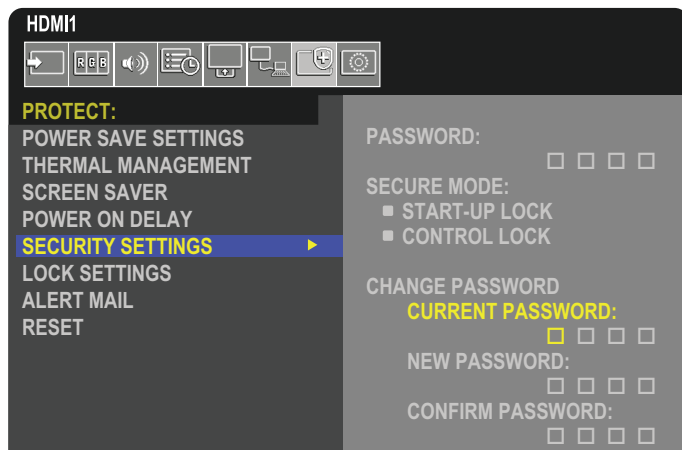 HDMI1
R G B
PROTECT:
POWER SAVE SETTINGS
THERMAL MANAGEMENT
SCREEN SAVER
POWER ON DELAY
SECURITY SETTINGS
LOCK SETTINGS
ALERT MAIL
RESET
PASSWORD:
SECURE MODE:
START-UP LOCK
CONTROL LOCK
CHANGE PASSWORD
CURRENT PASSWORD:
NEW PASSWORD:
CONFIRM PASSWORD: